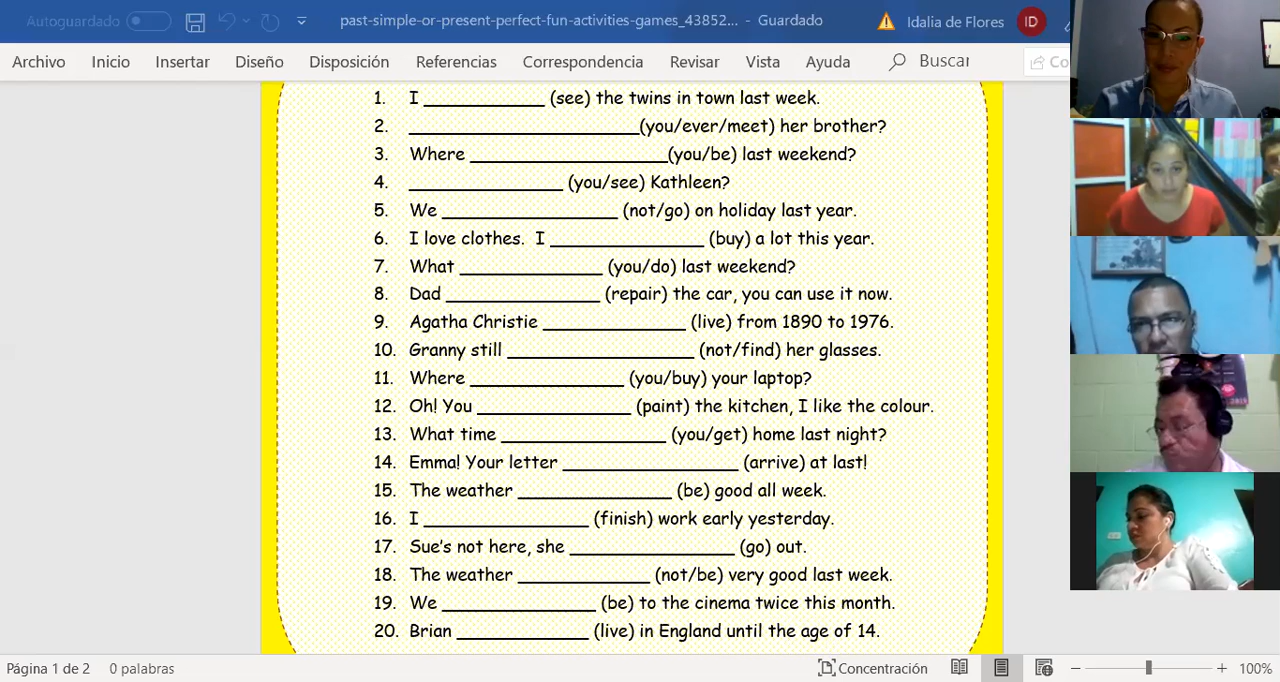 Autoguardado past-simple-or-present-perfect-fun-activities-games_43852... - Guardado Idalia de Flores ID
Archivo Inicio Insertar Diseño Disposición Referencias Correspondencia Revisar Vista Ayuda Buscar Co
1. I ____________ (see) the twins in town last week.
2. _______________________(you/ever/meet) her brother?
3. Where ____________________(you/be) last weekend?
4. ________________ (you/see) Kathleen?
5. We __________________ (not/go) on holiday last year.
6. I love clothes. I ________________ (buy) a lot this year.
7. What _______________ (you/do) last weekend?
8. Dad ________________ (repair) the car, you can use it now.
9. Agatha Christie _______________ (live) from 1890 to 1976.
10. Granny still ___________________ (not/find) her glasses.
11. Where ________________ (you/buy) your laptop?
12. Oh! You ________________ (paint) the kitchen, I like the colour.
13. What time _________________ (you/get) home last night?
14. Emma! Your letter __________________ (arrive) at last!
15. The weather ________________ (be) good all week.
16. I _________________ (finish) work early yesterday.
17. Sue's not here, she _________________ (go) out.
18. The weather ______________ (not/be) very good last week.
19. We ________________ (be) to the cinema twice this month.
20. Brian ______________ (live) in England until the age of 14.
Página 1 de 2 0 palabras Concentración 100%